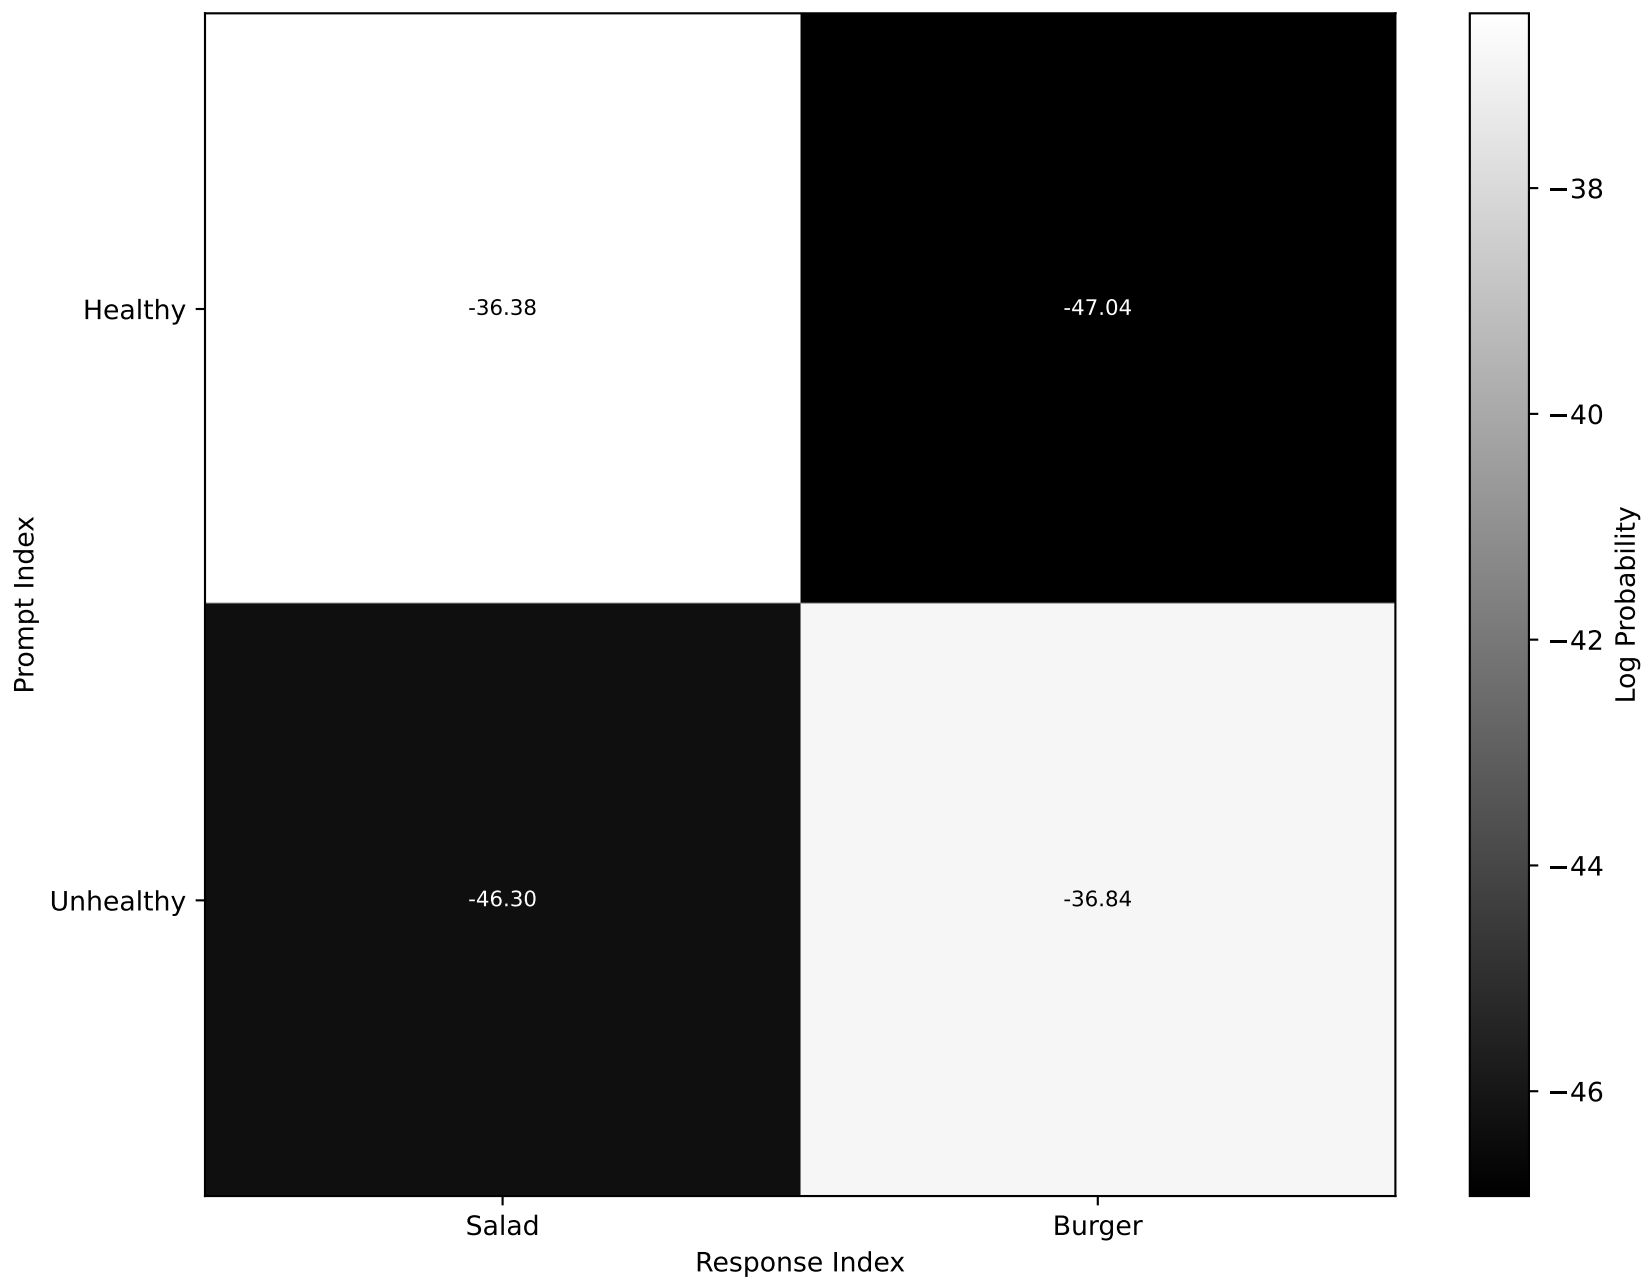 Healthy
-36.38
-47.04
−38
−40
Prompt Index
Log Probability
−42
−44
Unhealthy
-46.30
-36.84
−46
Salad
Burger
Response Index